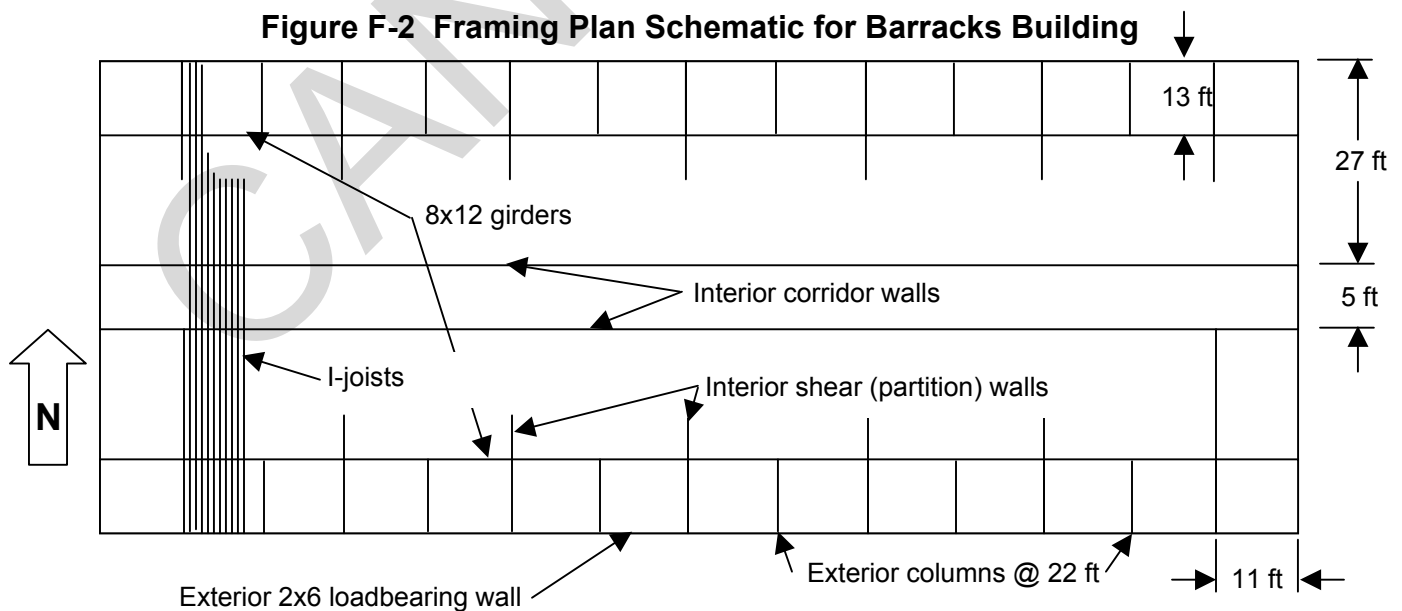 Figure F-2 Framing Plan Schematic for Barracks Building
13 ft
27 ft
8x12 girders
Interior corridor walls
5 ft
I-joists
Interior shear (partition) walls
N
Exterior columns @ 22 ft
11 ft
Exterior 2x6 loadbearing wall